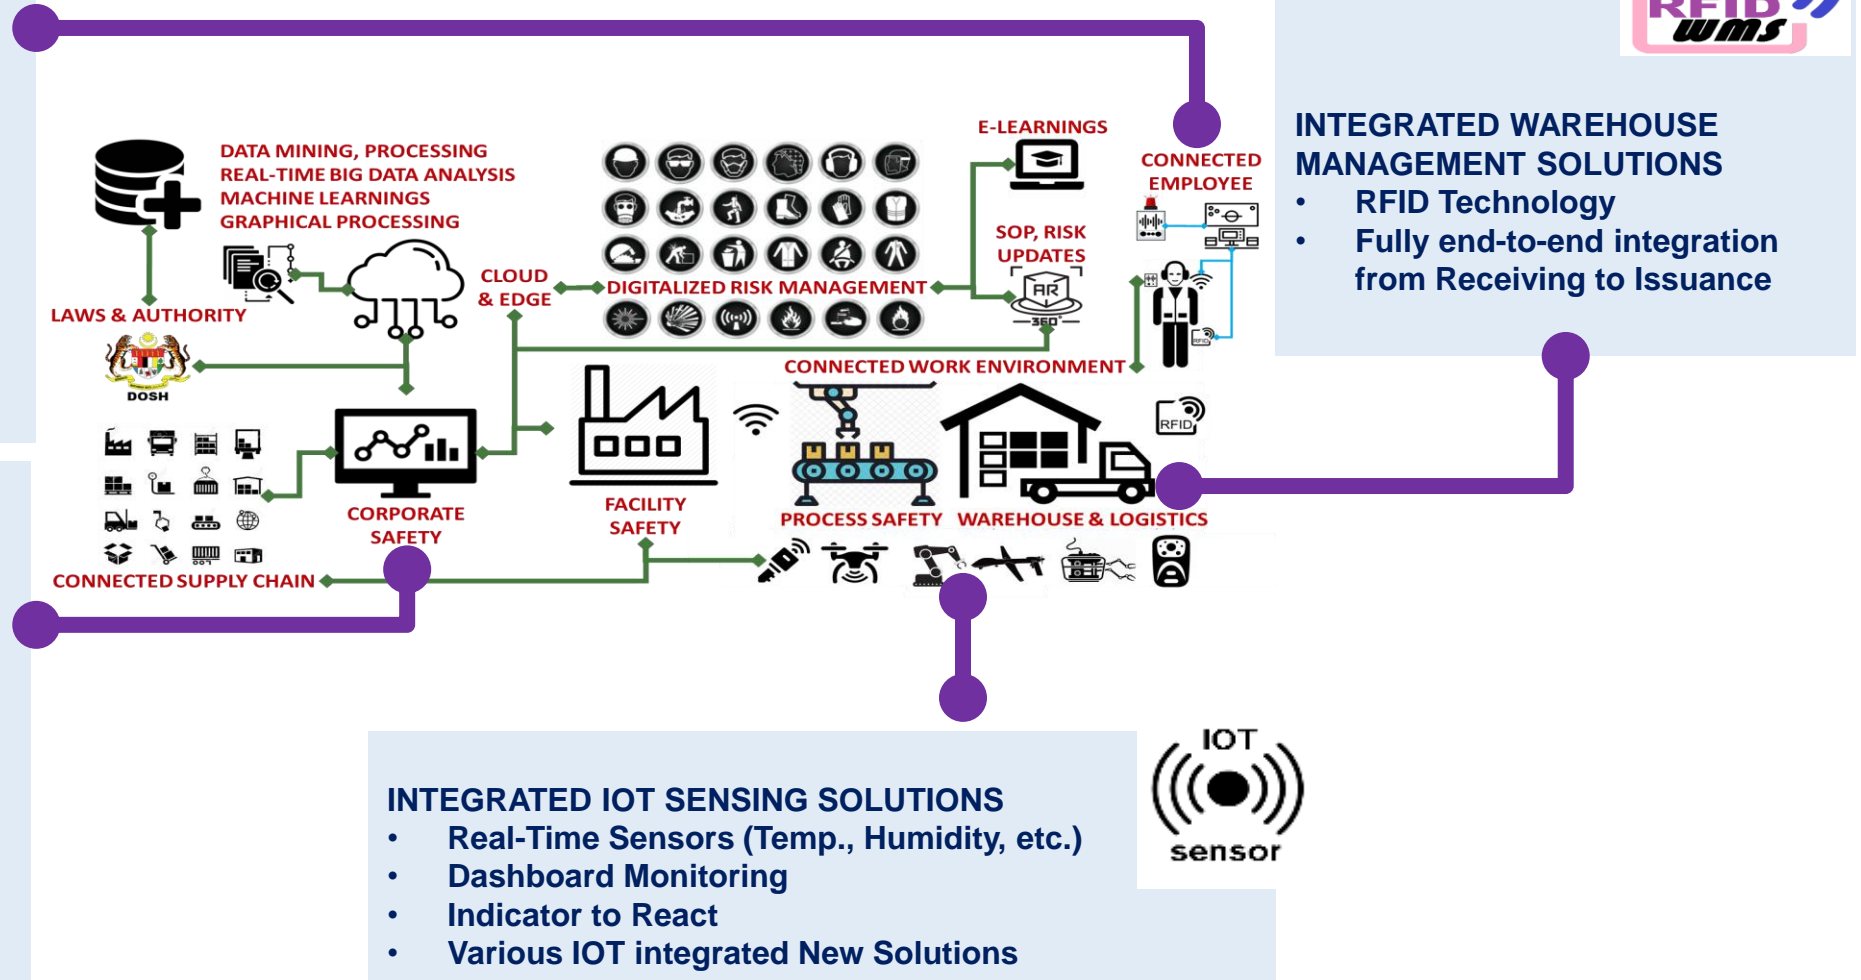 RFID
WMS
DATA MINING, PROCESSING
REAL-TIME BIG DATA ANALYSIS
MACHINE LEARNINGS
GRAPHICAL PROCESSING
LAWS & AUTHORITY
DOSH
CLOUD
& EDGE
DIGITALIZED RISK MANAGEMENT
E-LEARNINGS
SOP, RISK
UPDATES
AR
360°
CONNECTED
EMPLOYEE
RFID
CONNECTED WORK ENVIRONMENT
RFID
CORPORATE
SAFETY
FACILITY
SAFETY
PROCESS SAFETY
WAREHOUSE & LOGISTICS
CONNECTED SUPPLY CHAIN
INTEGRATED WAREHOUSE
MANAGEMENT SOLUTIONS
• RFID Technology
• Fully end-to-end integration
from Receiving to Issuance
INTEGRATED IOT SENSING SOLUTIONS
• Real-Time Sensors (Temp., Humidity, etc.)
• Dashboard Monitoring
• Indicator to React
• Various IOT integrated New Solutions
IOT
sensor